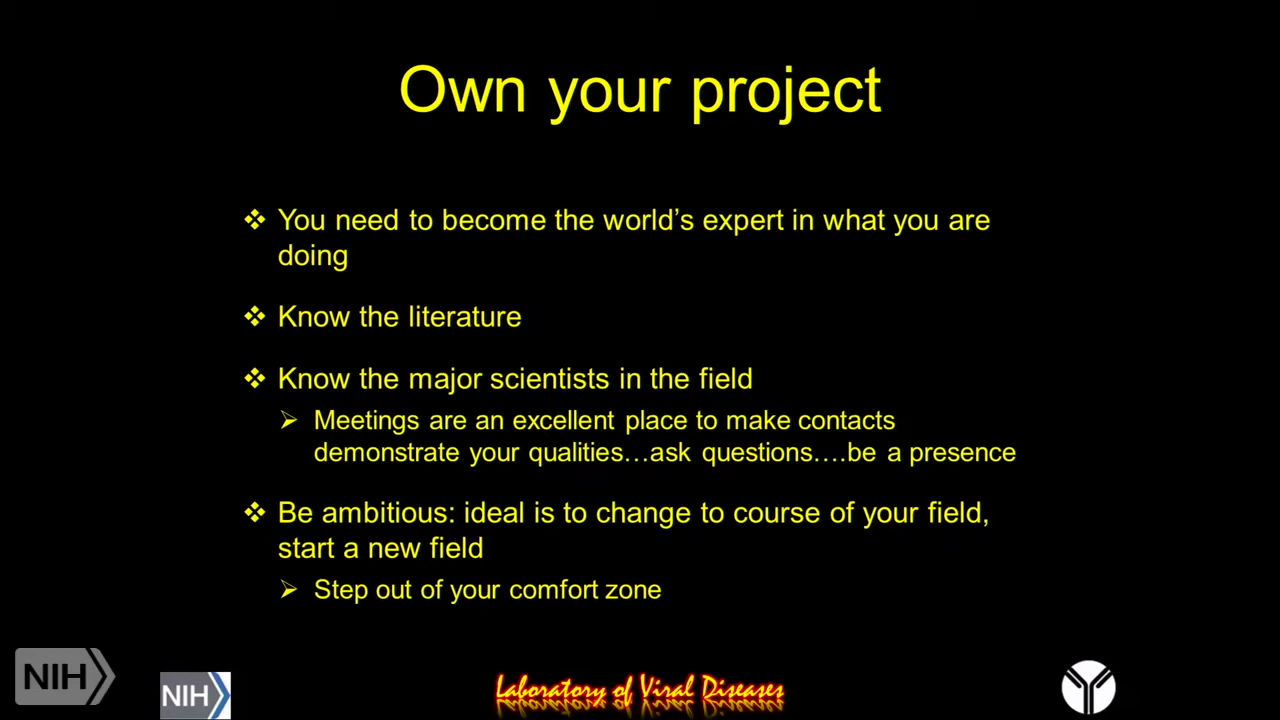 Own your project
You need to become the world's expert in what you are
doing
Know the literature
Know the major scientists in the field
Meetings are an excellent place to make contacts
demonstrate your qualities…ask questions….be a presence
Be ambitious: ideal is to change to course of your field,
start a new field
Step out of your comfort zone
NIH
NIH
Laboratory of Viral Diseases